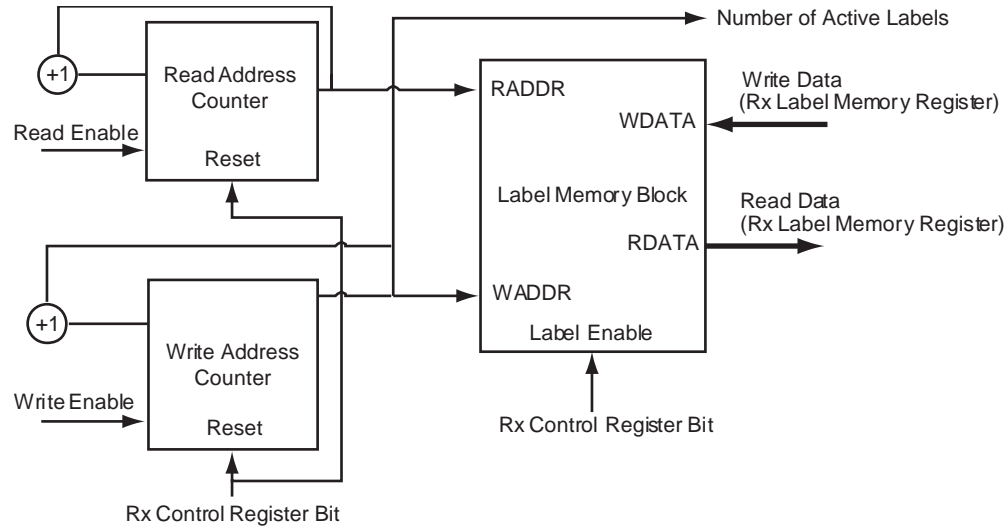 Number of Active Labels
+1
Read Address
Counter
Read Enable
Reset
RADDR
WDATA
Write Data
(Rx Label Memory Register)
Label Memory Block
Read Data
(Rx Label Memory Register)
RDATA
WADDR
Label Enable
+1
Write Address
Counter
Write Enable
Reset
Rx Control Register Bit
Rx Control Register Bit